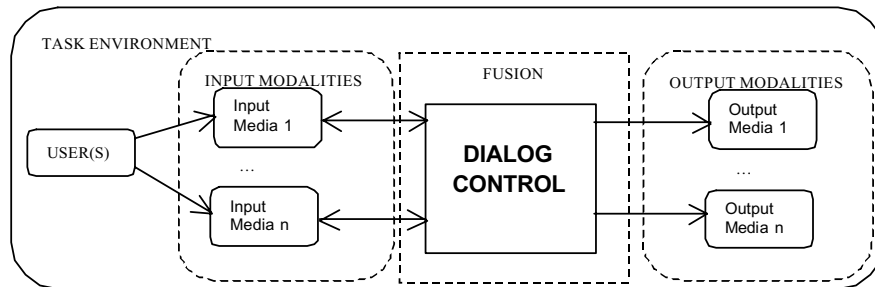 TASK ENVIRONMENT
INPUT MODALITIES
FUSION
OUTPUT MODALITIES
Input
Media 1
Output
Media 1
USER(S)
DIALOG
CONTROL
...
...
Input
Media n
Output
Media n